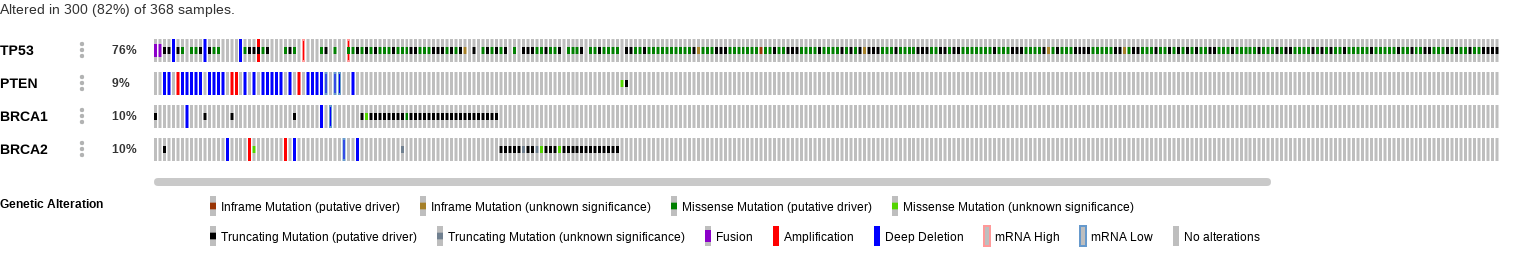 Altered in 300 (82%) of 368 samples.
TP53 76%
PTEN 9%
BRCA1 10%
BRCA2 10%
Genetic Alteration Inframe Mutation (putative driver) Inframe Mutation (unknown significance) Missense Mutation (putative driver) Missense Mutation (unknown significance)
Truncating Mutation (putative driver) Truncating Mutation (unknown significance) Fusion Amplification Deep Deletion mRNA High mRNA Low No alterations